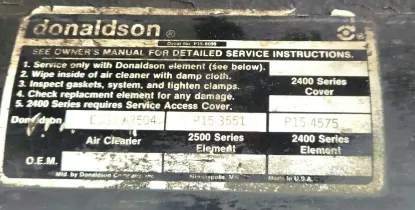 donaldson®
SEE OWNER'S MANUAL FOR DETAILED SERVICE INSTRUCTIONS.
1. Service only with Donaldson element (see below).
2. Wipe inside of air cleaner with damp cloth.
3. Inspect gaskets, system, and tighten clamps.
4. Check replacement element for any damage.
5. 2400 Series requires Service Access Cover.
2400 Series
Cover
Donaldson P15 3551 P15 4575
Air Cleaner 2500 Series Element 2400 Series Element
O.E.M.
Mfd. by Donaldson Company, Inc. Minneapolis, MN Made in U.S.A.